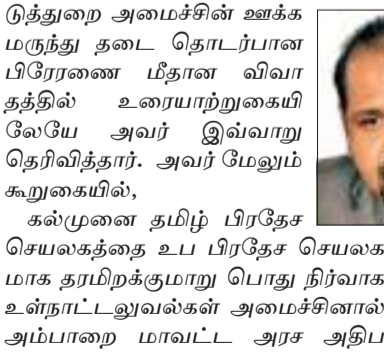 டுத்துறை அமைச்சின் ஊக்க
மருந்து தடை தொடர்பான
பிரேரணை மீதான விவா
தத்தில் உரையாற்றுகையி
லேயே அவர் இவ்வாறு
தெரிவித்தார். அவர் மேலும்
கூறுகையில்,
கல்முனை தமிழ் பிரதேச
செயலகத்தை உப பிரதேச செயலக
மாக தரமிறக்குமாறு பொது நிர்வாக
உள்நாட்டலுவல்கள் அமைச்சினால்
அம்பாறை மாவட்ட அரச அதிப